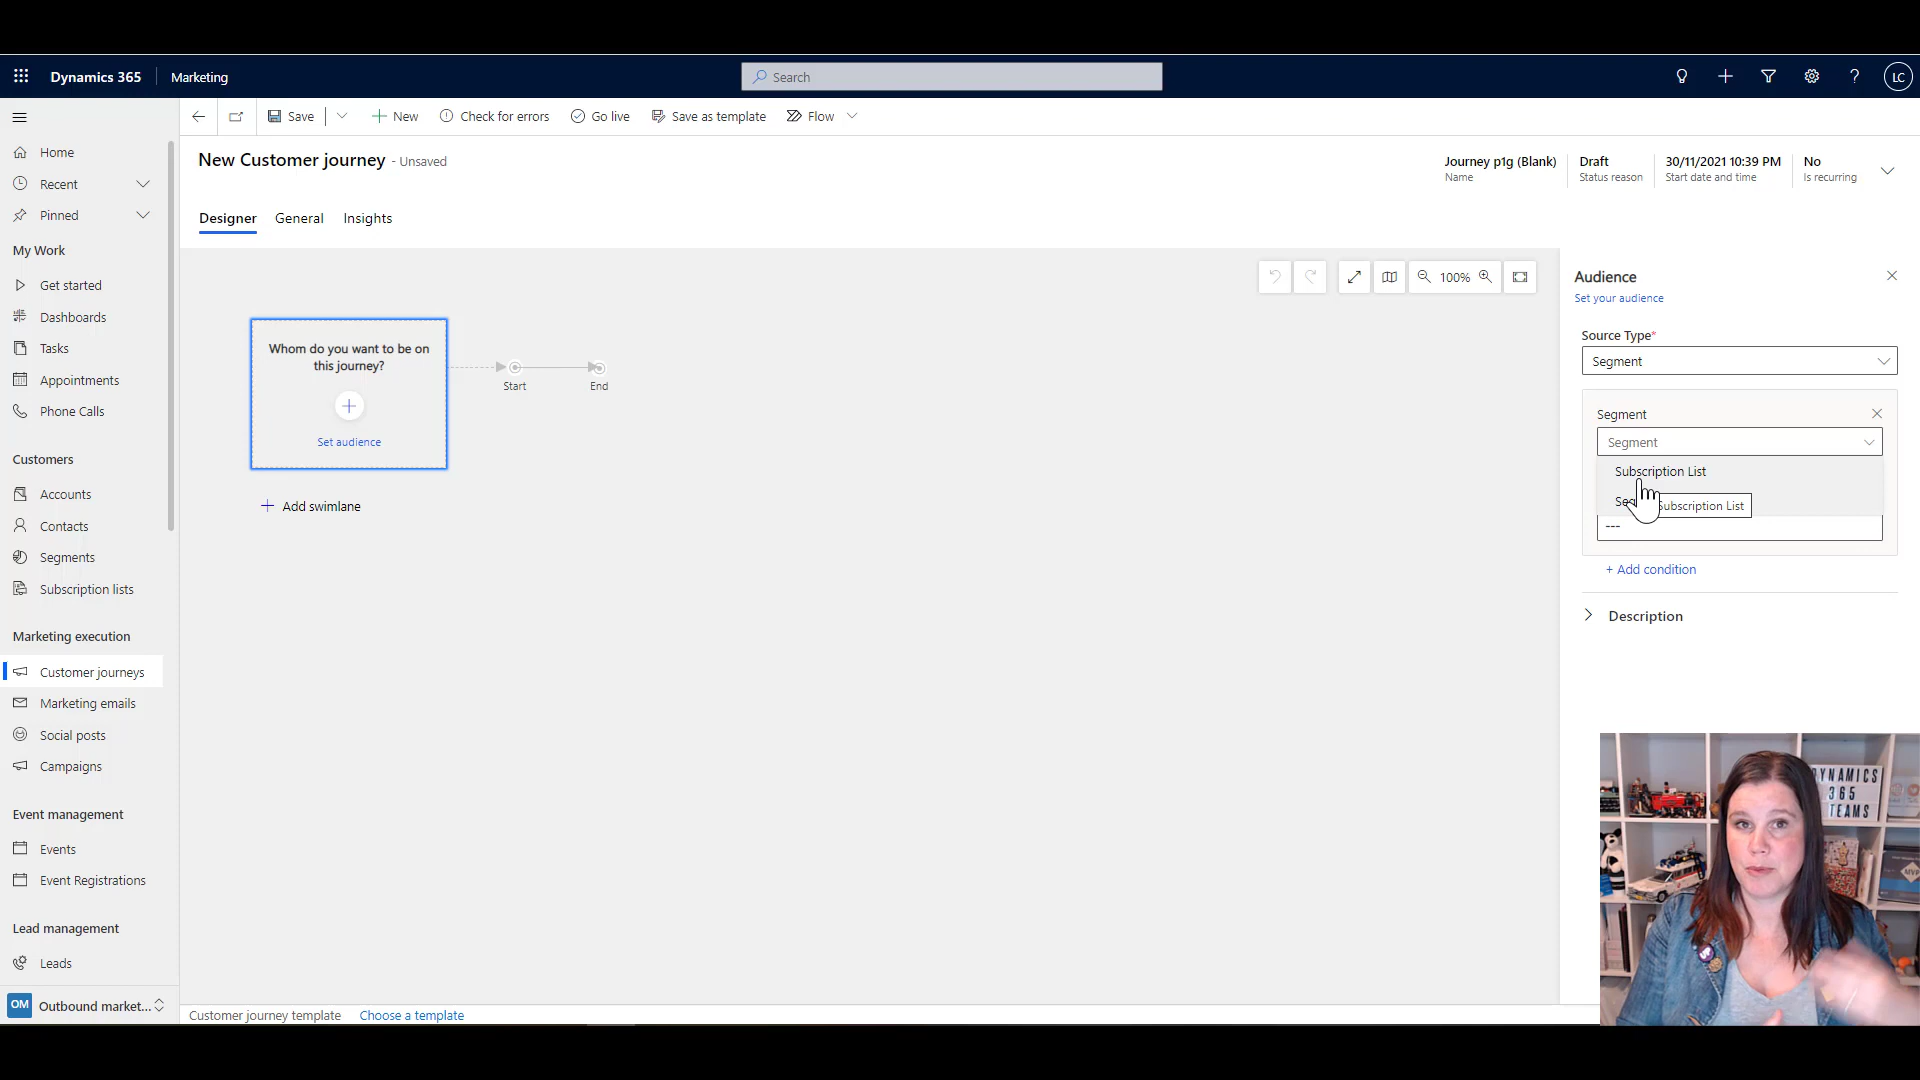 Dynamics 365
Marketing
Search
LC
Save
New
Check for errors
Go live
Save as template
Flow
New Customer journey
- Unsaved
Journey p1g (Blank)
Name
Draft
Status reason
30/11/2021 10:39 PM
Start date and time
No
Is recurring
Designer
General
Insights
Home
Recent
Pinned
My Work
Get started
Dashboards
Tasks
Appointments
Phone Calls
Customers
Accounts
Contacts
Segments
Subscription lists
Marketing execution
Customer journeys
Marketing emails
Social posts
Campaigns
Event management
Events
Event Registrations
Lead management
Leads
OM
Outbound market...
100%
Whom do you want to be on
this journey?
Set audience
Start
End
Add swimlane
Audience
Set your audience
Source Type*
Segment
Segment
Segment
Subscription List
Subscription List
---
+ Add condition
Description
Customer journey template
Choose a template
DYNAMICS
365
TEAMS
MVP